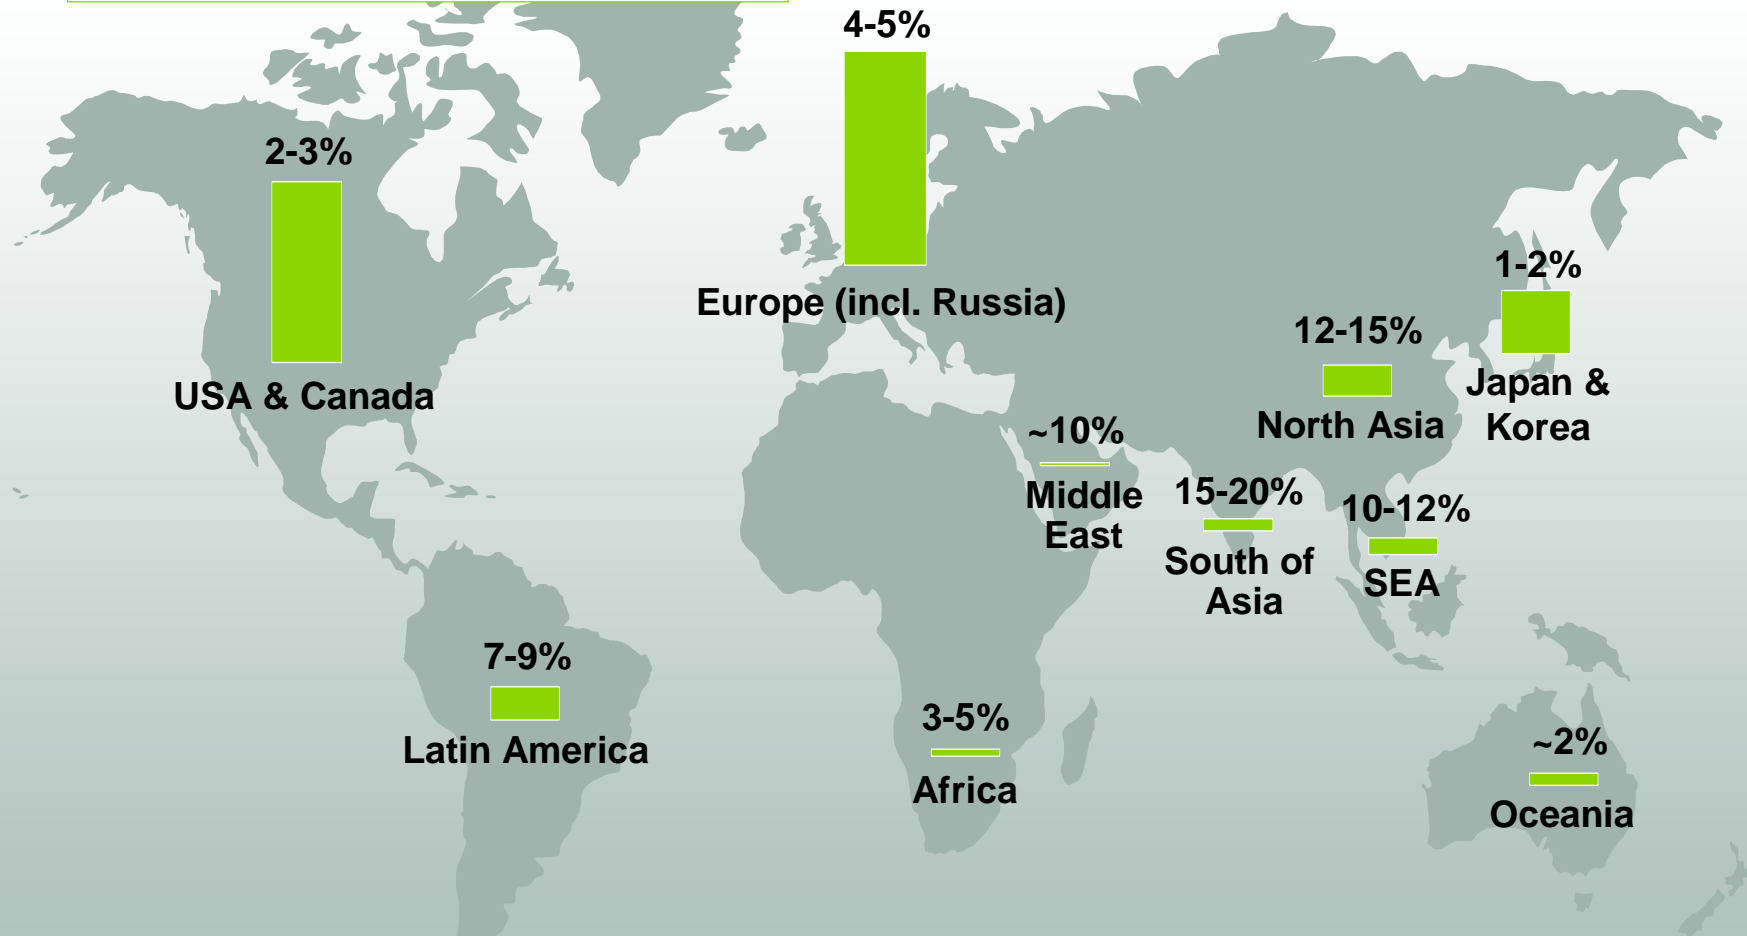 4-5%
2-3%
Europe (incl. Russia)
1-2%
12-15%
USA & Canada
Japan &
Korea
North Asia
~10%
Middle
East
15-20%
South of
Asia
10-12%
SEA
7-9%
Latin America
3-5%
Africa
~2%
Oceania